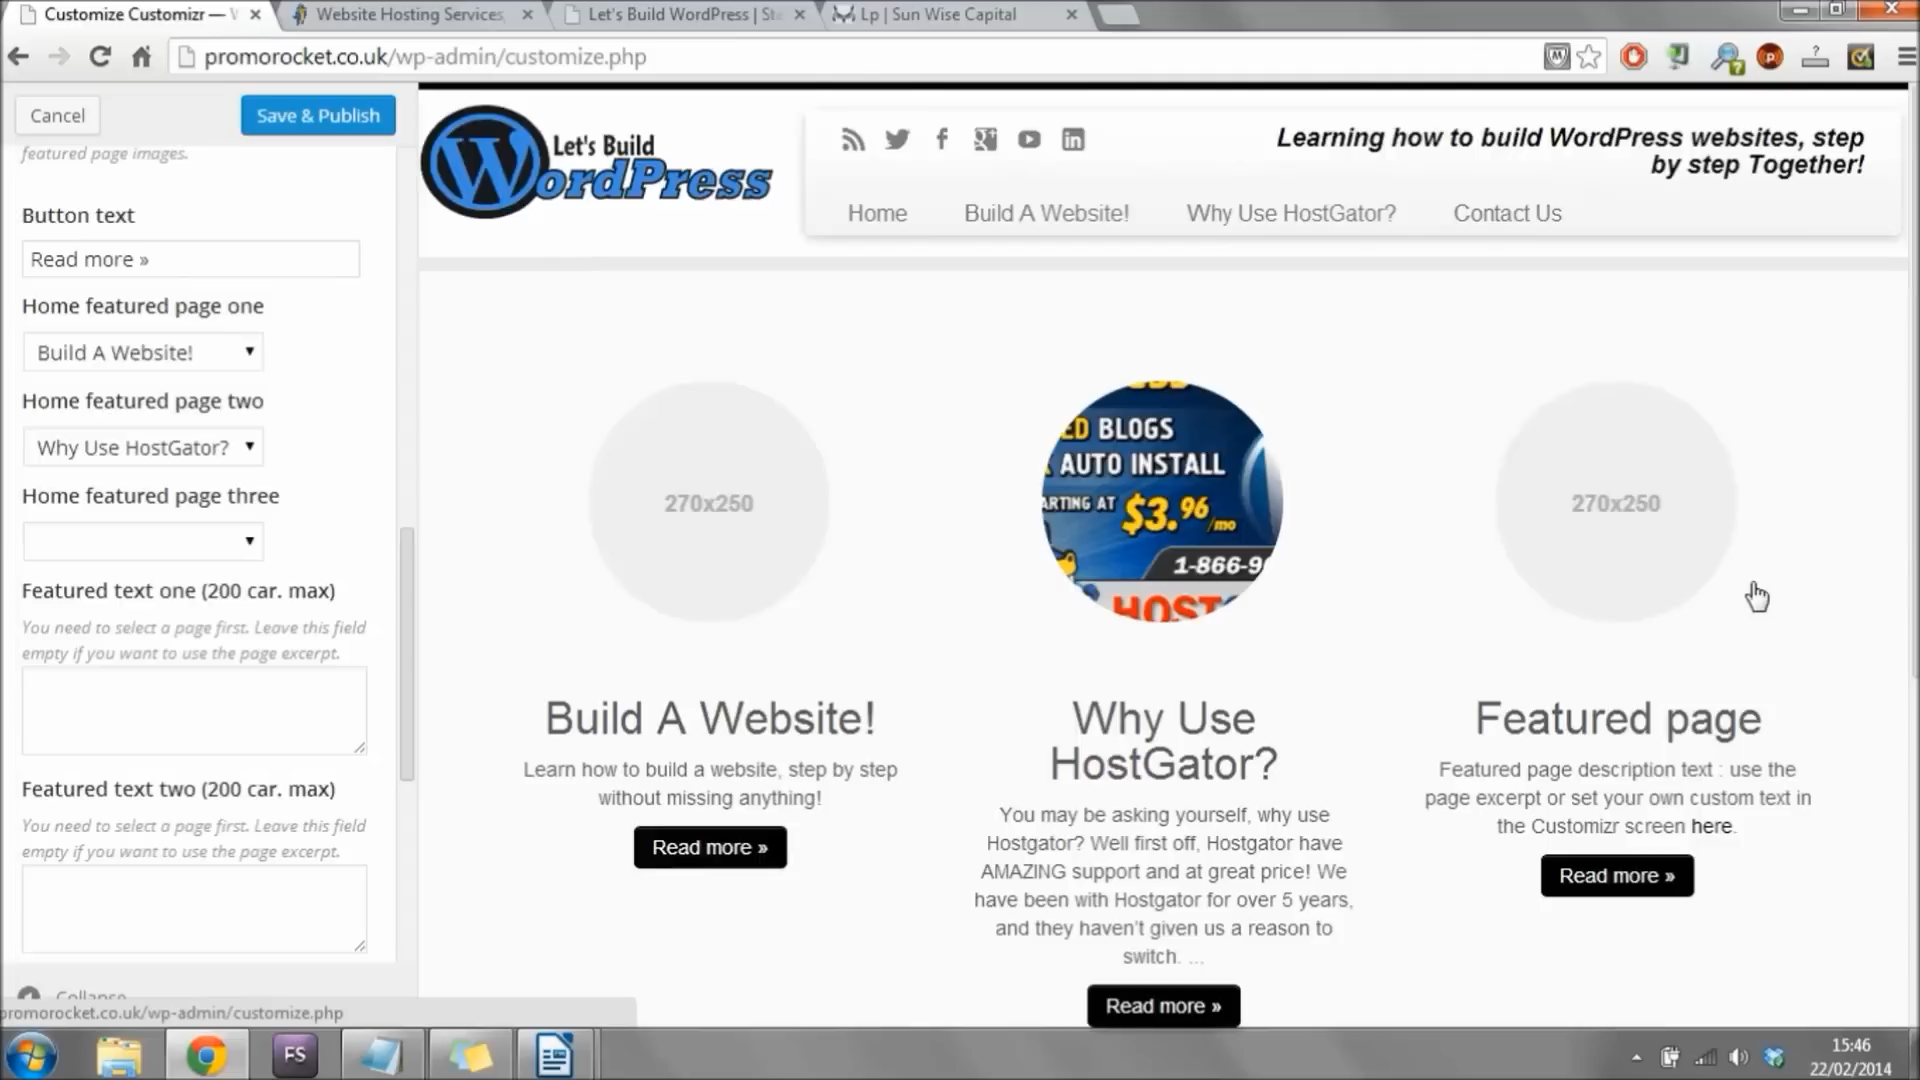 Customize Customizr —
Website Hosting Services,
Let's Build WordPress | St
Lp | Sun Wise Capital
promorocket.co.uk/wp-admin/customize.php
Cancel
Save & Publish
featured page images.
Button text
Read more »
Home featured page one
Build A Website!
Home featured page two
Why Use HostGator?
Home featured page three
Featured text one (200 car. max)
You need to select a page first. Leave this field
empty if you want to use the page excerpt.
Featured text two (200 car. max)
You need to select a page first. Leave this field
empty if you want to use the page excerpt.
Collapse
promorocket.co.uk/wp-admin/customize.php
Let's Build
WordPress
Learning how to build WordPress websites, step
by step Together!
Home
Build A Website!
Why Use HostGator?
Contact Us
270x250
ED BLOGS
AUTO INSTALL
ARTING AT $3.96/mo
1-866-9
HOST
270x250
Build A Website!
Learn how to build a website, step by step
without missing anything!
Read more »
Why Use
HostGator?
You may be asking yourself, why use
Hostgator? Well first off, Hostgator have
AMAZING support and at great price! We
have been with Hostgator for over 5 years,
and they haven't given us a reason to
switch. ...
Read more »
Featured page
Featured page description text : use the
page excerpt or set your own custom text in
the Customizr screen here.
Read more »
FS
15:46
22/02/2014